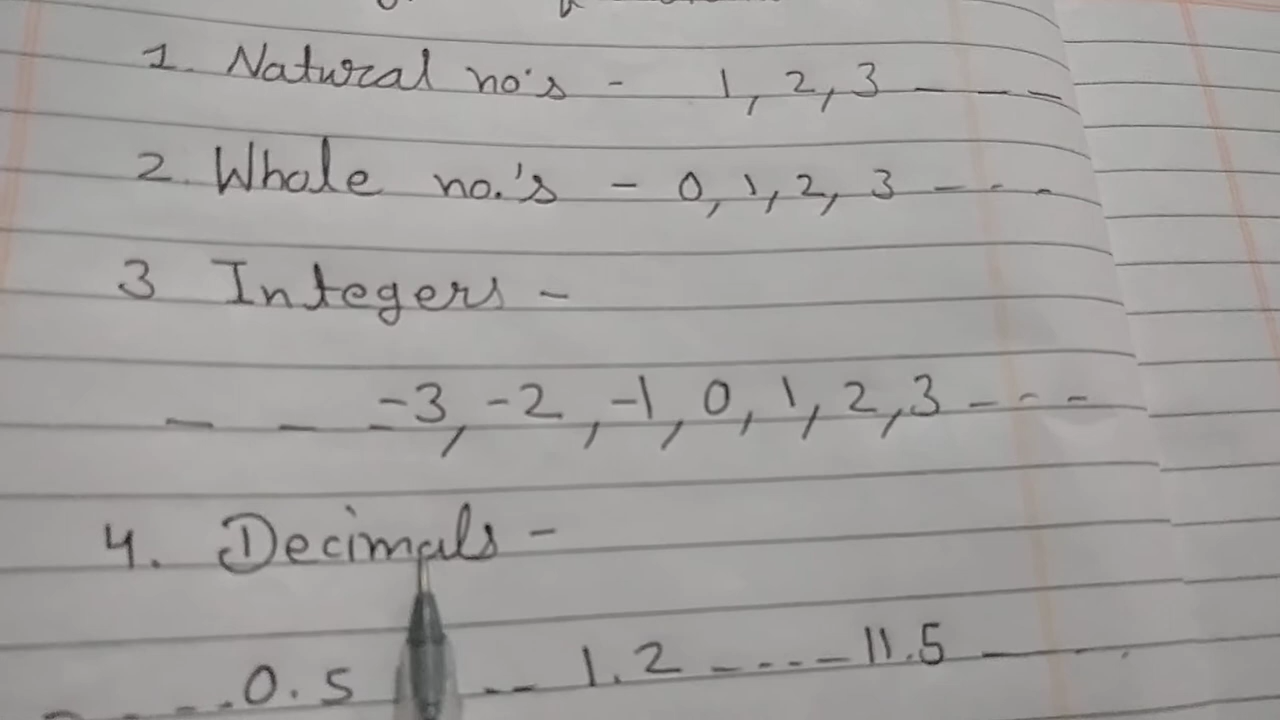 1. Natural no's - 1, 2, 3 - - -
2. Whole no.'s - 0, 1, 2, 3 - - -
3 Integers -
- - - -3, -2, -1, 0, 1, 2, 3 - - -
4. Decimals -
- - - - 0.5 - - 1.2 - - - - 11.5 - - -